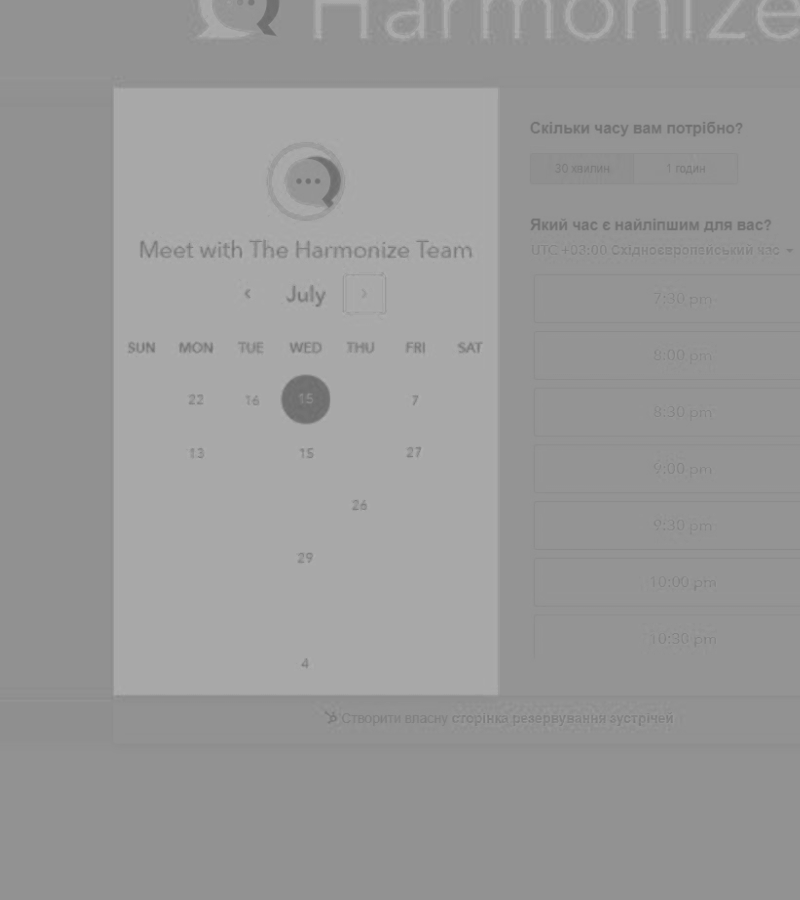 Harmonize
Meet with The Harmonize Team
July
SUN MON TUE WED THU FRI SAT
22 16 15 7
13 15 27
26
29
4
Скільки часу вам потрібно?
30 хвилин 1 годин
Який час є найліпшим для вас?
UTC +03:00 Східноєвропейський час
7:30 pm
8:00 pm
8:30 pm
9:00 pm
9:30 pm
10:00 pm
10:30 pm
Створити власну сторінка резервування зустрічей